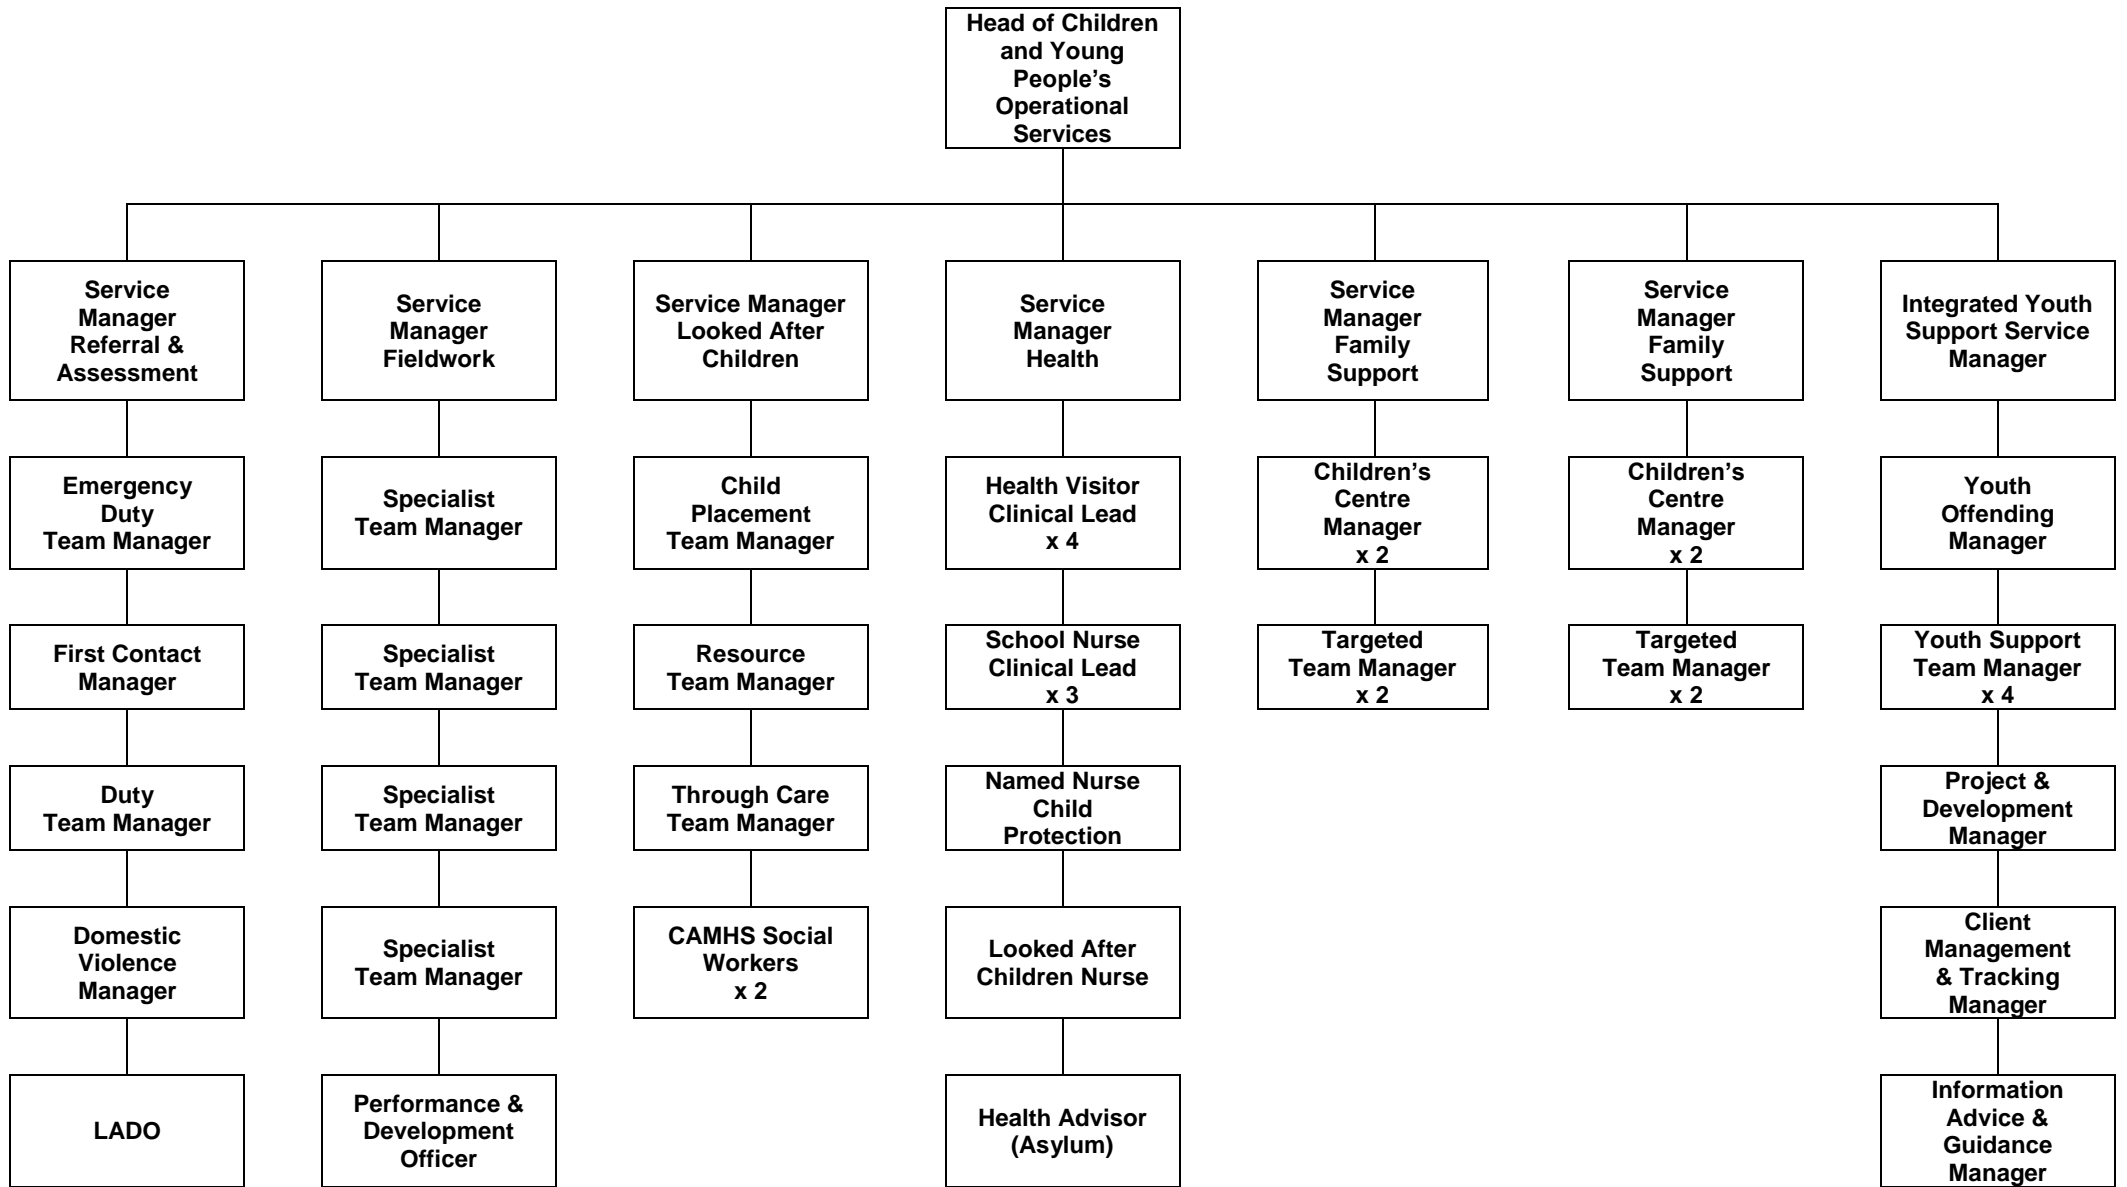 Head of Children
and Young
People’s
Operational
Services
Service
Manager
Referral &
Assessment
Service
Manager
Fieldwork
Service Manager
Looked After
Children
Service
Manager
Health
Service
Manager
Family
Support
Service
Manager
Family
Support
Integrated Youth
Support Service
Manager
Emergency
Duty
Team Manager
Specialist
Team Manager
Child
Placement
Team Manager
Health Visitor
Clinical Lead
x 4
Children’s
Centre
Manager
x 2
Children’s
Centre
Manager
x 2
Youth
Offending
Manager
First Contact
Manager
Specialist
Team Manager
Resource
Team Manager
School Nurse
Clinical Lead
x 3
Targeted
Team Manager
x 2
Targeted
Team Manager
x 2
Youth Support
Team Manager
x 4
Duty
Team Manager
Specialist
Team Manager
Through Care
Team Manager
Named Nurse
Child
Protection
Project &
Development
Manager
Domestic
Violence
Manager
Specialist
Team Manager
CAMHS Social
Workers
x 2
Looked After
Children Nurse
Client
Management
& Tracking
Manager
LADO
Performance &
Development
Officer
Health Advisor
(Asylum)
Information
Advice &
Guidance
Manager